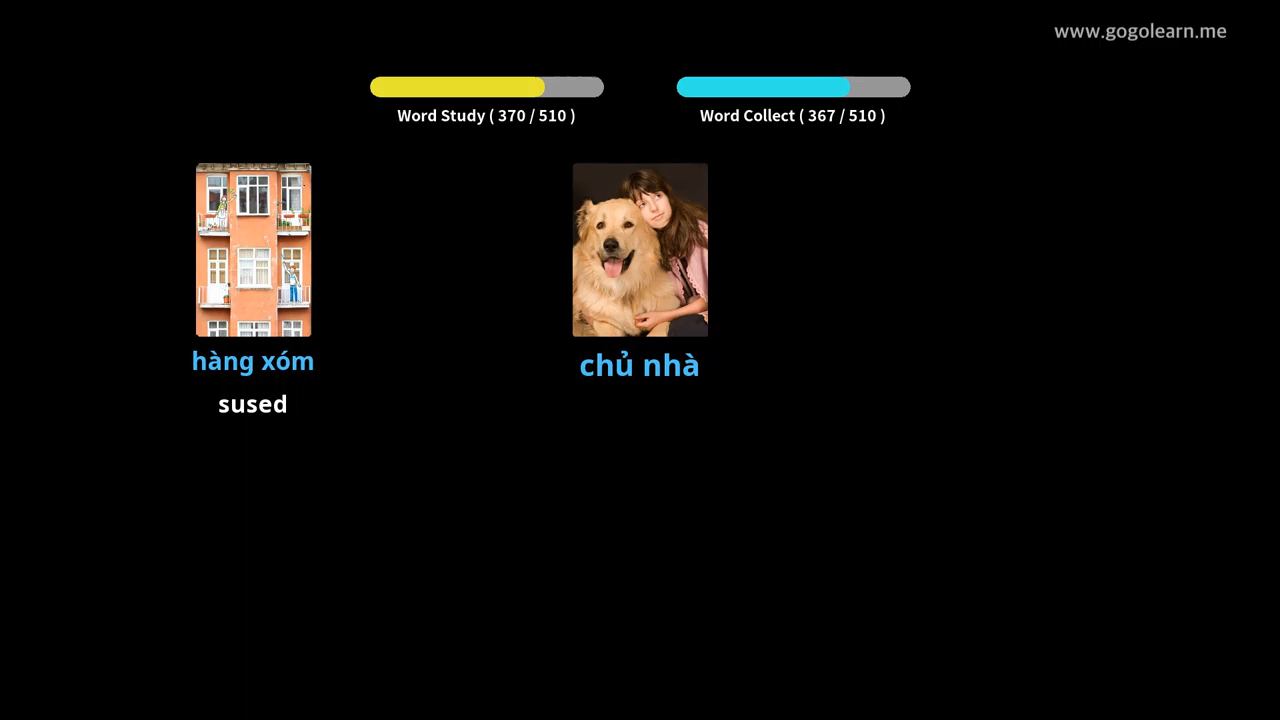 www.gogolearn.me
Word Study ( 370 / 510 )
Word Collect ( 367 / 510 )
hàng xóm
sused
chủ nhà